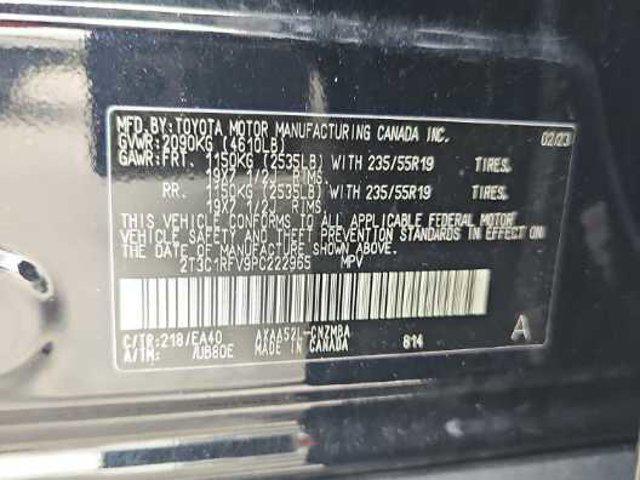 MFD.BY:TOYOTA MOTOR MANUFACTURING CANADA INC. 02/23
GVWR:2090KG (4610LB)
GAWR:FRT. 1150KG (2535LB) WITH 235/55R19 TIRES,
19X7 1/2J RIMS,
RR. 1150KG (2535LB) WITH 235/55R19 TIRES,
19X7 1/2J RIMS,
THIS VEHICLE CONFORMS TO ALL APPLICABLE FEDERAL MOTOR
VEHICLE SAFETY AND THEFT PREVENTION STANDARDS IN EFFECT ON
THE DATE OF MANUFACTURE SHOWN ABOVE.
2T3C1RFV9PC222965 MPV
C/TR:218/EA40 AXAA52L-CNZMBA
A/TM: /UB80E MADE IN CANADA 814
A